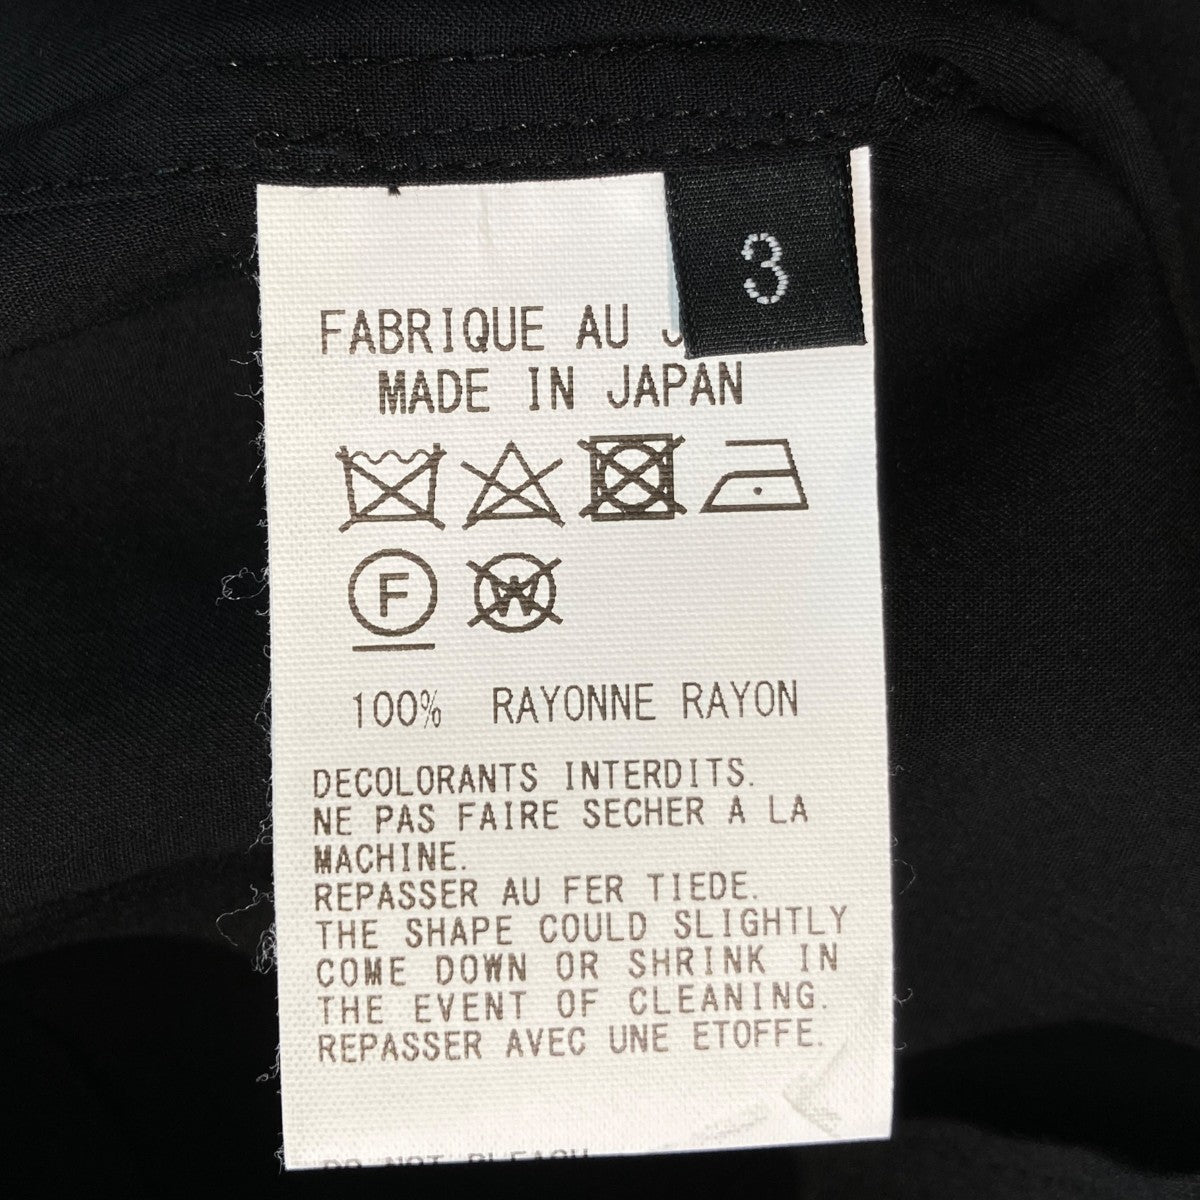 3
FABRIQUE AU
MADE IN JAPAN
F
W
100% RAYONNE RAYON
DECOLORANTS INTERDITS.
NE PAS FAIRE SECHER A LA
MACHINE.
REPASSER AU FER TIEDE.
THE SHAPE COULD SLIGHTLY
COME DOWN OR SHRINK IN
THE EVENT OF CLEANING.
REPASSER AVEC UNE ETOFFE.